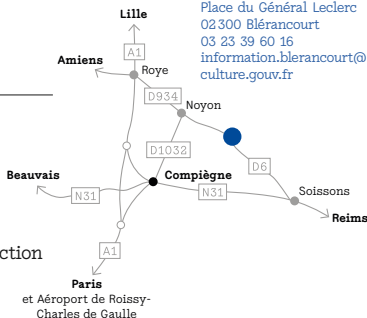 Place du Général Leclerc
02300 Blérancourt
03 23 39 60 16
information.blerancourt@
culture.gouv.fr
Lille
A1
Amiens
Roye
D934
Noyon
D1032
D6
Beauvais
Compiègne
N31
N31
Soissons
Reims
ction
A1
Paris
et Aéroport de Roissy-
Charles de Gaulle